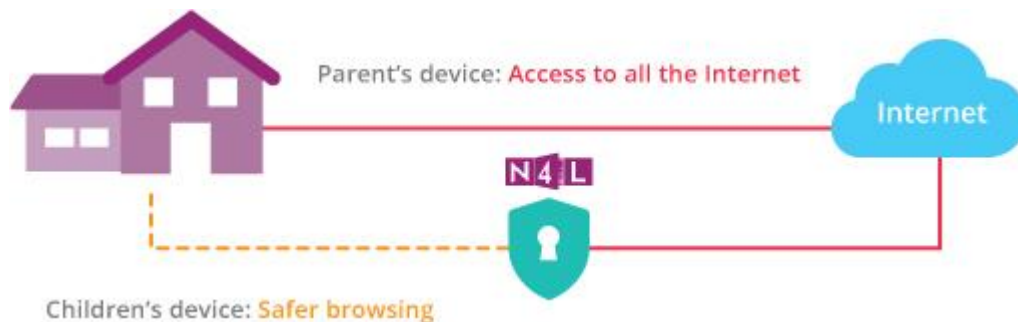 Parent's device: Access to all the Internet
Internet
N4L
Children's device: Safer browsing